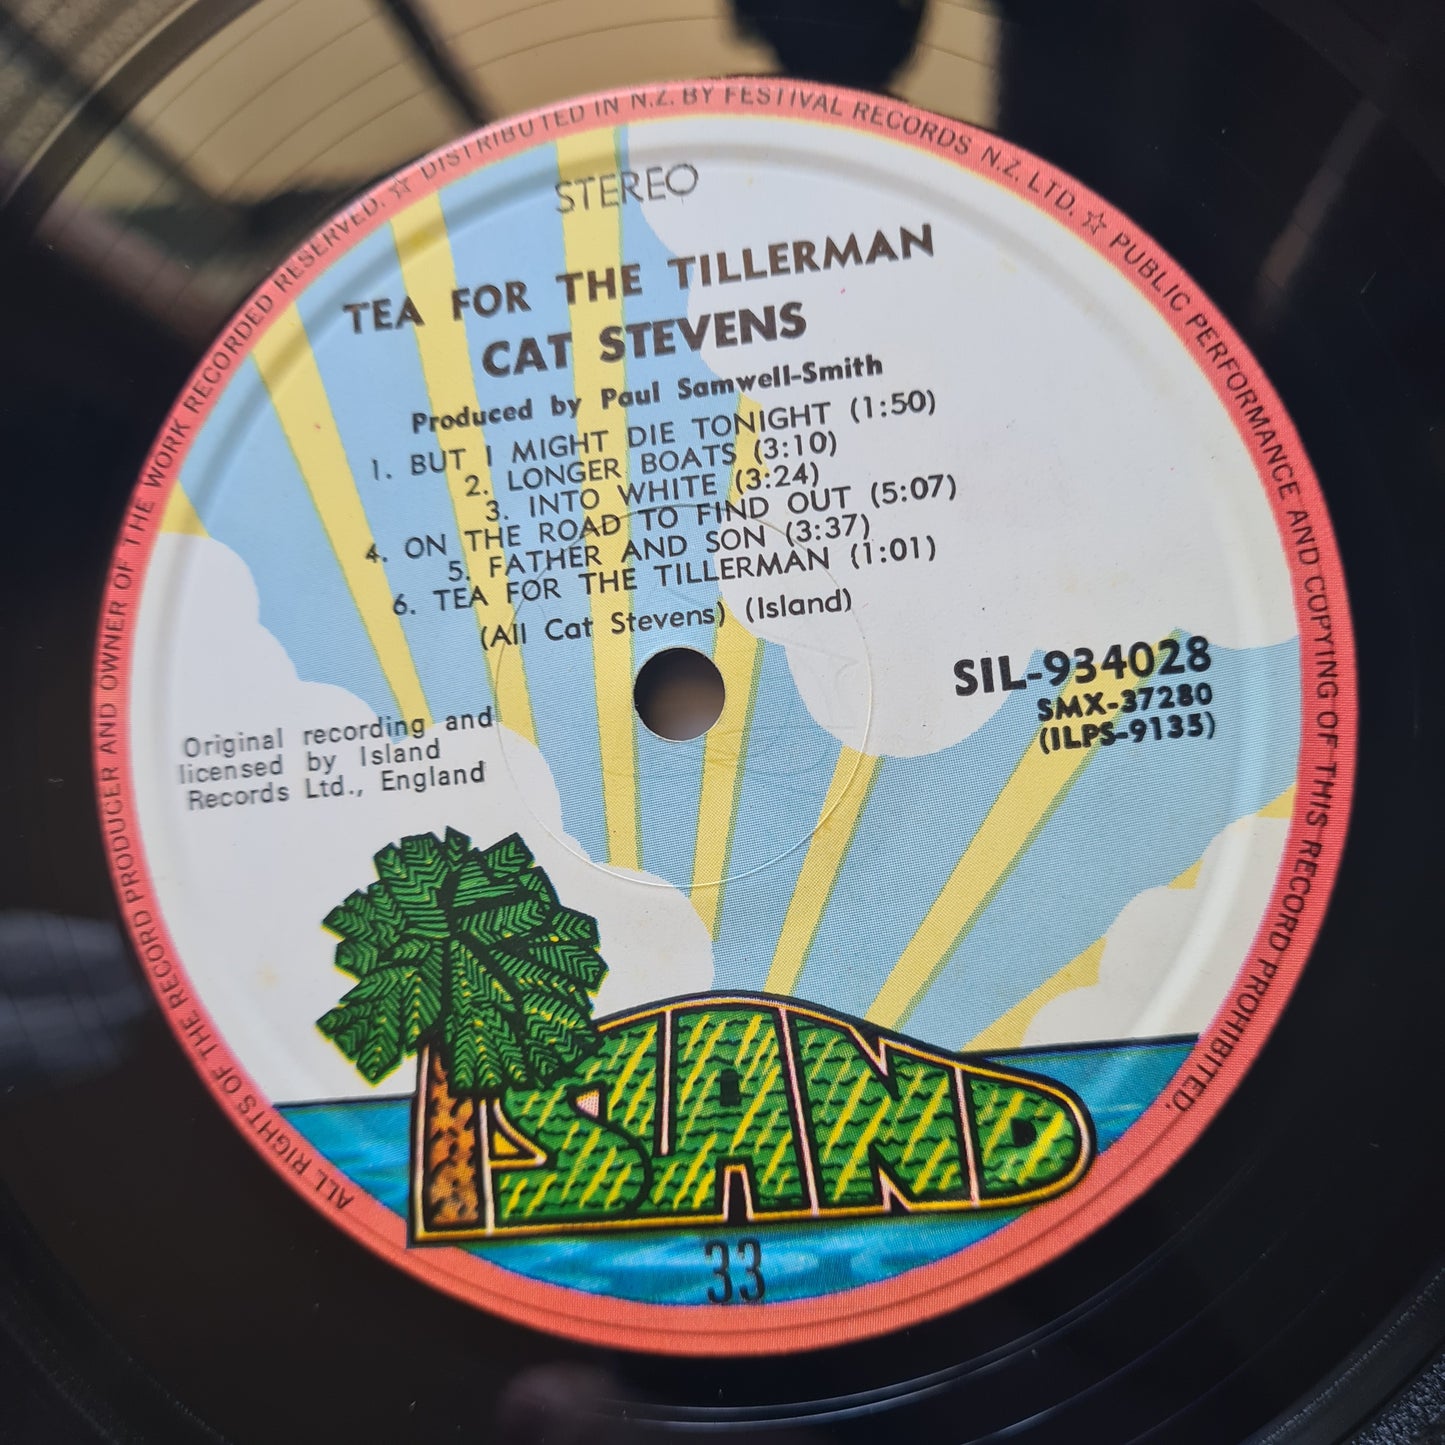 STEREO
TEA FOR THE TILLERMAN
CAT STEVENS
Produced by Paul Samwell-Smith
1. BUT I MIGHT DIE TONIGHT (1:50)
2. LONGER BOATS (3:10)
3. INTO WHITE (3:24)
4. ON THE ROAD TO FIND OUT (5:07)
5. FATHER AND SON (3:37)
6. TEA FOR THE TILLERMAN (1:01)
(All Cat Stevens) (Island)
SIL-934028
SMX-37280
(ILPS-9135)
Original recording and
licensed by Island
Records Ltd., England
ISLAND
33
ALL RIGHTS OF THE RECORD PRODUCER AND OWNER OF THE WORK RECORDED RESERVED. ☆ DISTRIBUTED IN N.Z. BY FESTIVAL RECORDS N.Z. LTD. ☆ PUBLIC PERFORMANCE AND COPYING OF THIS RECORD PROHIBITED.